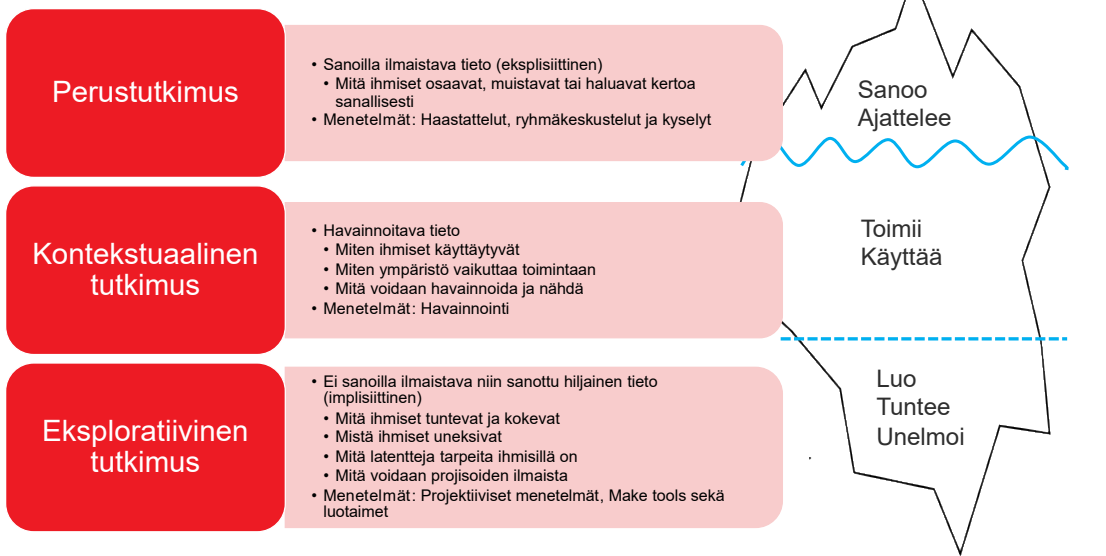 Perustutkimus
• Sanoilla ilmaistava tieto (eksplisiittinen)
• Mitä ihmiset osaavat, muistavat tai haluavat kertoa
sanallisesti
• Menetelmät: Haastattelut, ryhmäkeskustelut ja kyselyt
Sanoo
Ajattelee
Kontekstuaalinen
tutkimus
• Havainnoitava tieto
• Miten ihmiset käyttäytyvät
• Miten ympäristö vaikuttaa toimintaan
• Mitä voidaan havainnoida ja nähdä
• Menetelmät: Havainnointi
Toimii
Käyttää
Eksploratiivinen
tutkimus
• Ei sanoilla ilmaistava niin sanottu hiljainen tieto
(implisiittinen)
• Mitä ihmiset tuntevat ja kokevat
• Mistä ihmiset uneksivat
• Mitä latentteja tarpeita ihmisillä on
• Mitä voidaan projisoiden ilmaista
• Menetelmät: Projektiiviset menetelmät, Make tools sekä
luotaimet
Luo
Tuntee
Unelmoi